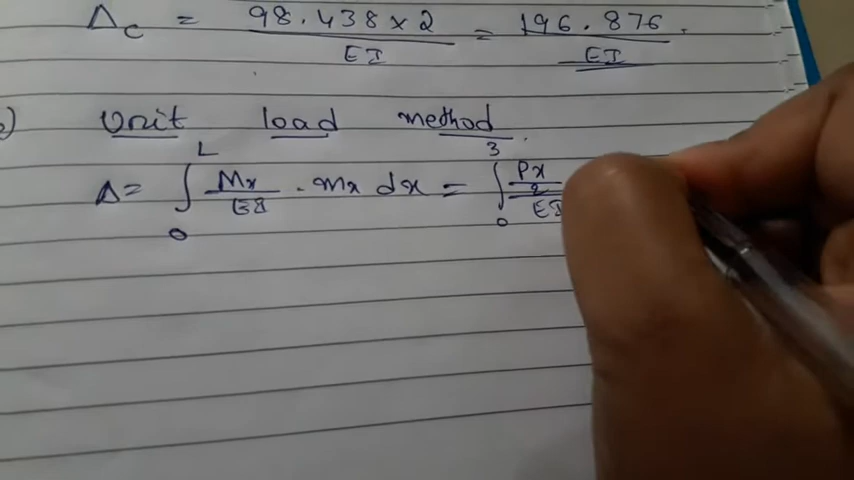 Δc = 98.438 x 2 / EI = 196.876 / EI .
) Unit load method .
Δ = ∫₀ᴸ Mx / EI . mx dx = ∫₀³ Px/2 / EI